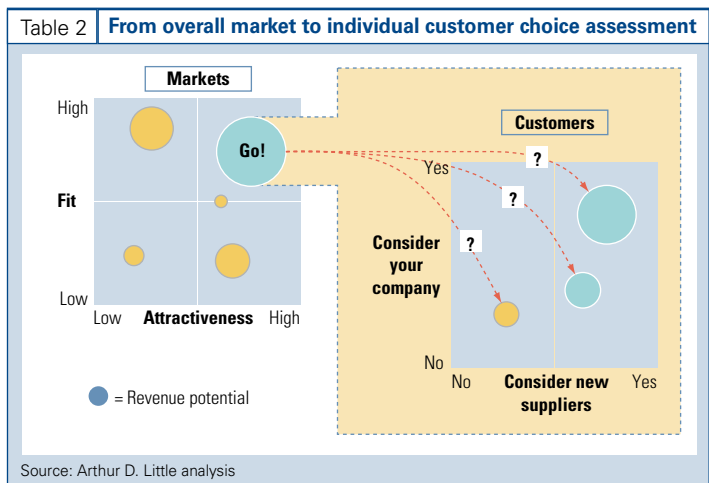 Table 2
From overall market to individual customer choice assessment
Markets
High
Fit
Low
Low Attractiveness High
Go!
= Revenue potential
Customers
Yes
Consider
your
company
No
No Consider new Yes
suppliers
?
?
?
Source: Arthur D. Little analysis